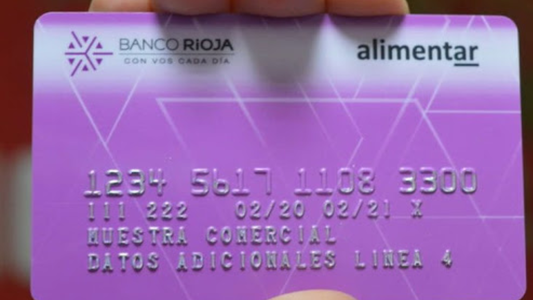 BANCO RiOJA
CON VOS CADA DÍA
alimentar
1234 5617 1108 3300
111 222 02/20 02/21 X
MUESTRA COMERCIAL
DATOS ADICIONALES LINEA 4